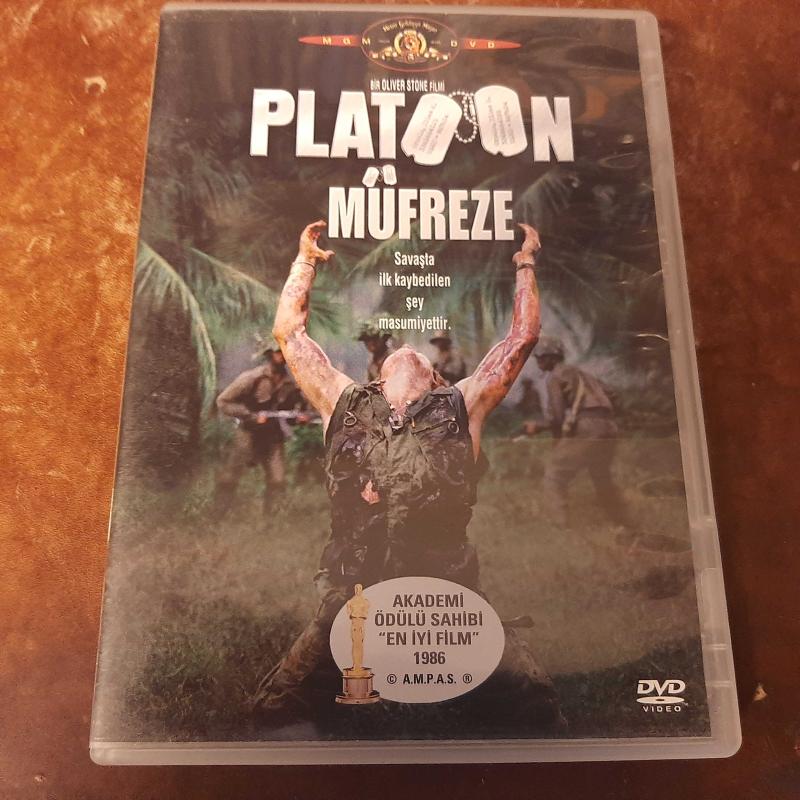 MGM DVD
BİR OLIVER STONE FİLMİ
PLATOON
MÜFREZE
Savaşta
ilk kaybedilen
şey
masumiyettir.
AKADEMİ
ÖDÜLÜ SAHİBİ
"EN İYİ FİLM"
1986
© A.M.P.A.S. ®
DVD
VIDEO